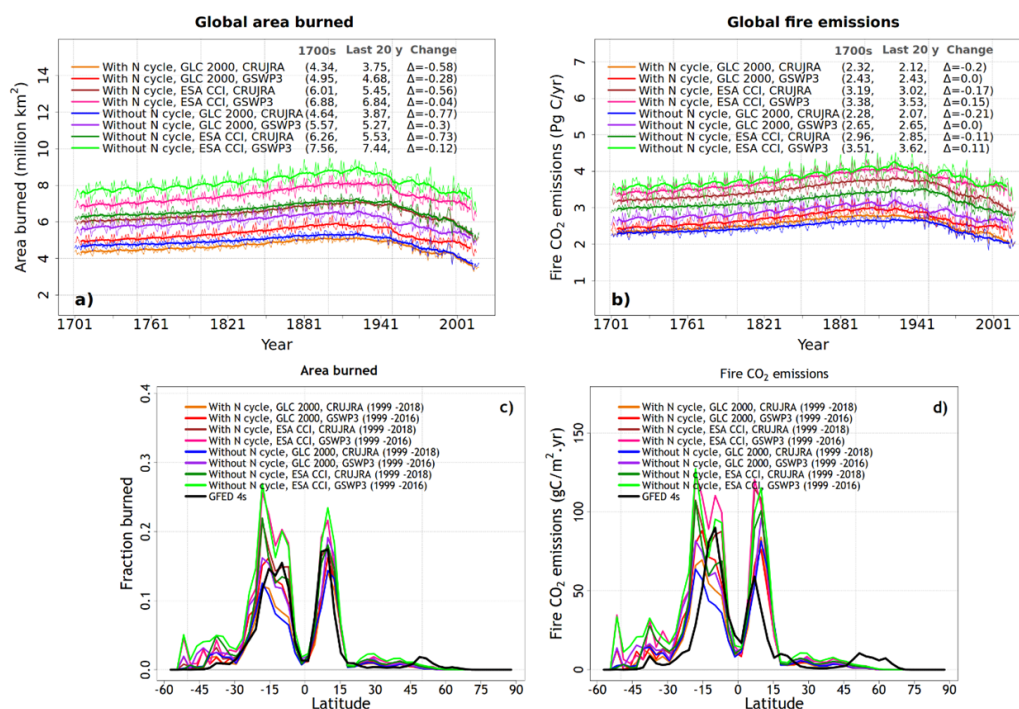 Global area burned
1700s Last 20 y Change
With N cycle, GLC 2000, CRUJRA (4.34, 3.75, Δ=-0.58)
With N cycle, GLC 2000, GSWP3 (4.95, 4.68, Δ=-0.28)
With N cycle, ESA CCI, CRUJRA (6.01, 5.45, Δ=-0.56)
With N cycle, ESA CCI, GSWP3 (6.88, 6.84, Δ=-0.04)
Without N cycle, GLC 2000, CRUJRA (4.64, 3.87, Δ=-0.77)
Without N cycle, GLC 2000, GSWP3 (5.57, 5.27, Δ=-0.3)
Without N cycle, ESA CCI, CRUJRA (6.26, 5.53, Δ=-0.73)
Without N cycle, ESA CCI, GSWP3 (7.56, 7.44, Δ=-0.12)
Area burned (million km²)
14
12
10
8
6
4
2
a)
1701 1761 1821 1881 1941 2001
Year
Global fire emissions
1700s Last 20 y Change
With N cycle, GLC 2000, CRUJRA (2.32, 2.12, Δ=-0.2)
With N cycle, GLC 2000, GSWP3 (2.43, 2.43, Δ=0.0)
With N cycle, ESA CCI, CRUJRA (3.19, 3.02, Δ=-0.17)
With N cycle, ESA CCI, GSWP3 (3.38, 3.53, Δ=0.15)
Without N cycle, GLC 2000, CRUJRA (2.28, 2.07, Δ=-0.21)
Without N cycle, GLC 2000, GSWP3 (2.65, 2.65, Δ=0.0)
Without N cycle, ESA CCI, CRUJRA (2.96, 2.85, Δ=-0.11)
Without N cycle, ESA CCI, GSWP3 (3.51, 3.62, Δ=0.11)
Fire CO₂ emissions (Pg C/yr)
7
6
5
4
3
2
1
b)
1701 1761 1821 1881 1941 2001
Year
Area burned
c)
With N cycle, GLC 2000, CRUJRA (1999 -2018)
With N cycle, GLC 2000, GSWP3 (1999 -2016)
With N cycle, ESA CCI, CRUJRA (1999 -2018)
With N cycle, ESA CCI, GSWP3 (1999 -2016)
Without N cycle, GLC 2000, CRUJRA (1999 -2018)
Without N cycle, GLC 2000, GSWP3 (1999 -2016)
Without N cycle, ESA CCI, CRUJRA (1999 -2018)
Without N cycle, ESA CCI, GSWP3 (1999 -2016)
GFED 4s
Fraction burned
0.4
0.3
0.2
0.1
0.0
-60 -45 -30 -15 0 15 30 45 60 75 90
Latitude
Fire CO₂ emissions
d)
With N cycle, GLC 2000, CRUJRA (1999 -2018)
With N cycle, GLC 2000, GSWP3 (1999 -2016)
With N cycle, ESA CCI, CRUJRA (1999 -2018)
With N cycle, ESA CCI, GSWP3 (1999 -2016)
Without N cycle, GLC 2000, CRUJRA (1999 -2018)
Without N cycle, GLC 2000, GSWP3 (1999 -2016)
Without N cycle, ESA CCI, CRUJRA (1999 -2018)
Without N cycle, ESA CCI, GSWP3 (1999 -2016)
GFED 4s
Fire CO₂ emissions (gC/m².yr)
150
100
50
0
-60 -45 -30 -15 0 15 30 45 60 75 90
Latitude